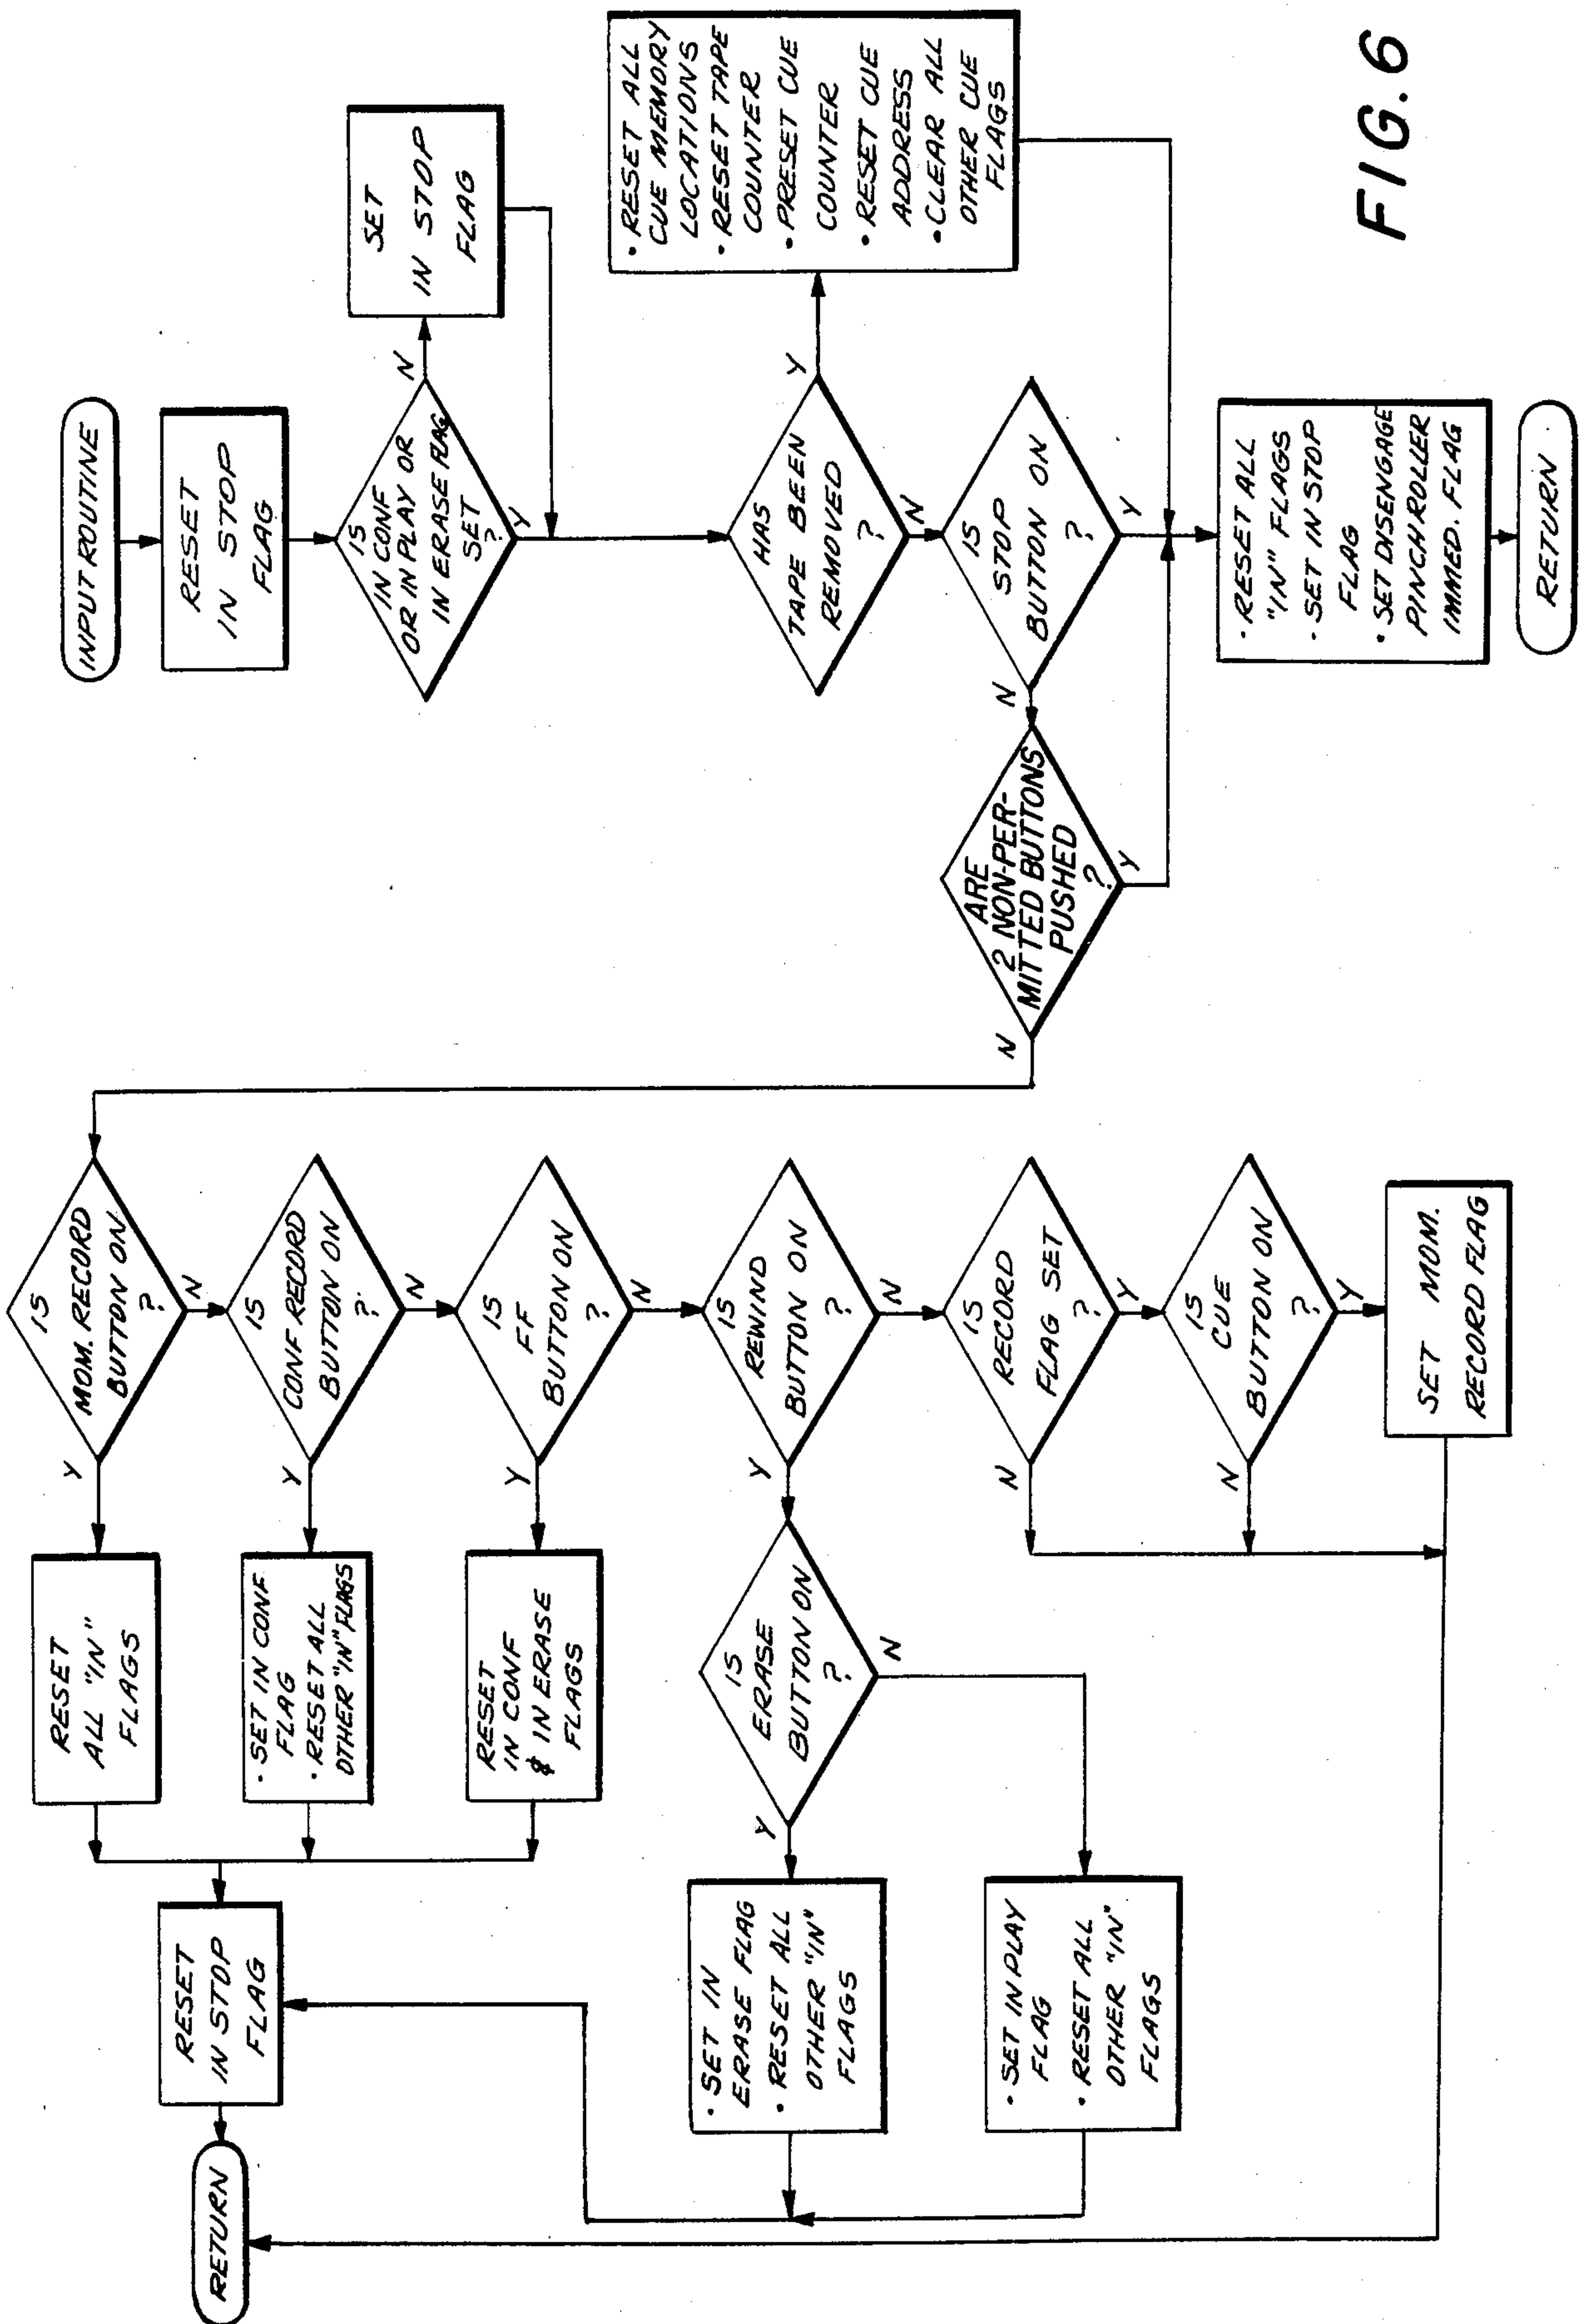 INPUT ROUTINE
RESET
IN STOP
FLAG
IS
IN CONF
OR IN PLAY OR
IN ERASE FLAG
SET
?
N
Y
SET
IN STOP
FLAG
HAS
TAPE BEEN
REMOVED
?
Y
N
• RESET ALL
CUE MEMORY
LOCATIONS
• RESET TAPE
COUNTER
• PRESET CUE
COUNTER
• RESET CUE
ADDRESS
• CLEAR ALL
OTHER CUE
FLAGS
IS
STOP
BUTTON ON
?
N
Y
ARE
2 NON-PER-
MITTED BUTTONS
PUSHED
?
N
Y
• RESET ALL
"IN" FLAGS
• SET IN STOP
FLAG
• SET DISENGAGE
PINCHROLLER
IMMED. FLAG
RETURN
IS
MOM. RECORD
BUTTON ON
?
Y
N
RESET
ALL "IN"
FLAGS
IS
CONF RECORD
BUTTON ON
?
Y
N
• SET IN CONF
FLAG
• RESET ALL
OTHER "IN" FLAGS
IS
FF
BUTTON ON
?
Y
N
RESET
IN CONF
& IN ERASE
FLAGS
RESET
IN STOP
FLAG
RETURN
IS
REWIND
BUTTON ON
?
Y
N
IS
ERASE
BUTTON ON
?
Y
N
• SET IN
ERASE FLAG
• RESET ALL
OTHER "IN"
FLAGS
• SET IN PLAY
FLAG
• RESET ALL
OTHER "IN"
FLAGS
IS
RECORD
FLAG SET
?
N
Y
IS
CUE
BUTTON ON
?
N
Y
SET MOM.
RECORD FLAG
FIG. 6